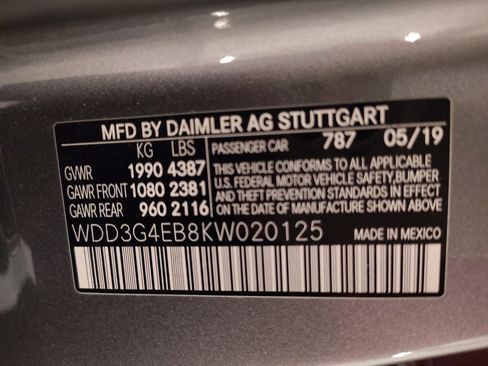 MFD BY DAIMLER AG STUTTGART
KG LBS PASSENGER CAR 787 05/19
GVWR 1990 4387
GAWR FRONT 1080 2381
GAWR REAR 960 2116
THIS VEHICLE CONFORMS TO ALL APPLICABLE
U.S. FEDERAL MOTOR VEHICLE SAFETY, BUMPER
AND THEFT PREVENTION STANDARDS IN EFFECT
ON THE DATE OF MANUFACTURE SHOWN ABOVE.
WDD3G4EB8KW020125 MADE IN MEXICO